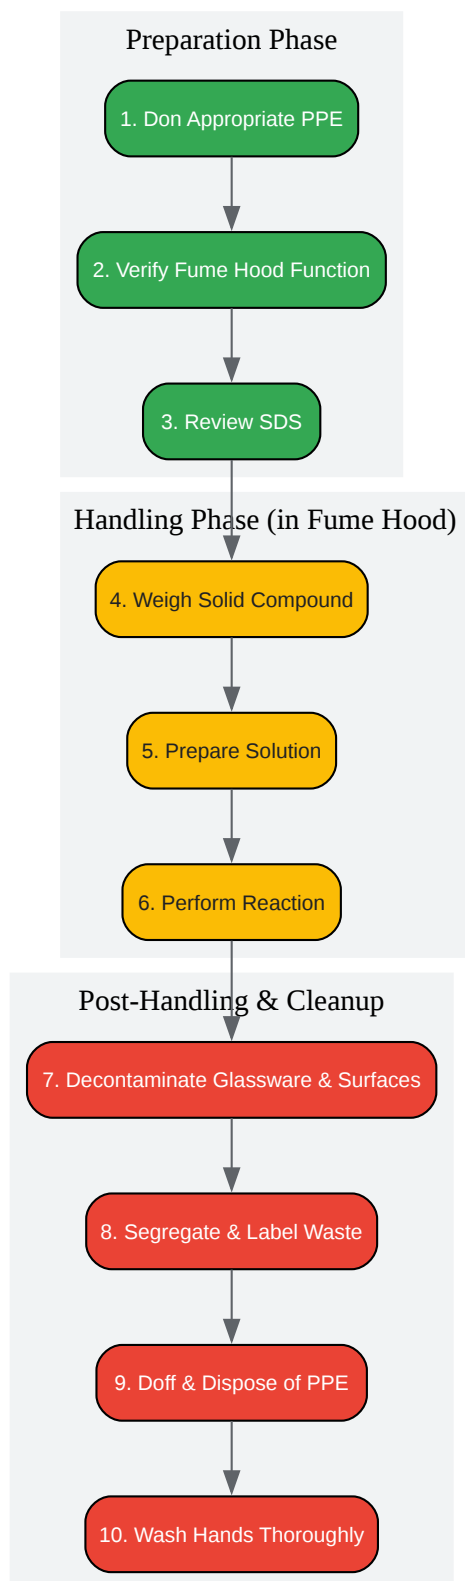 Preparation Phase
1. Don Appropriate PPE
2. Verify Fume Hood Function
3. Review SDS
Handling Phase (in Fume Hood)
4. Weigh Solid Compound
5. Prepare Solution
6. Perform Reaction
Post-Handling & Cleanup
7. Decontaminate Glassware & Surfaces
8. Segregate & Label Waste
9. Doff & Dispose of PPE
10. Wash Hands Thoroughly